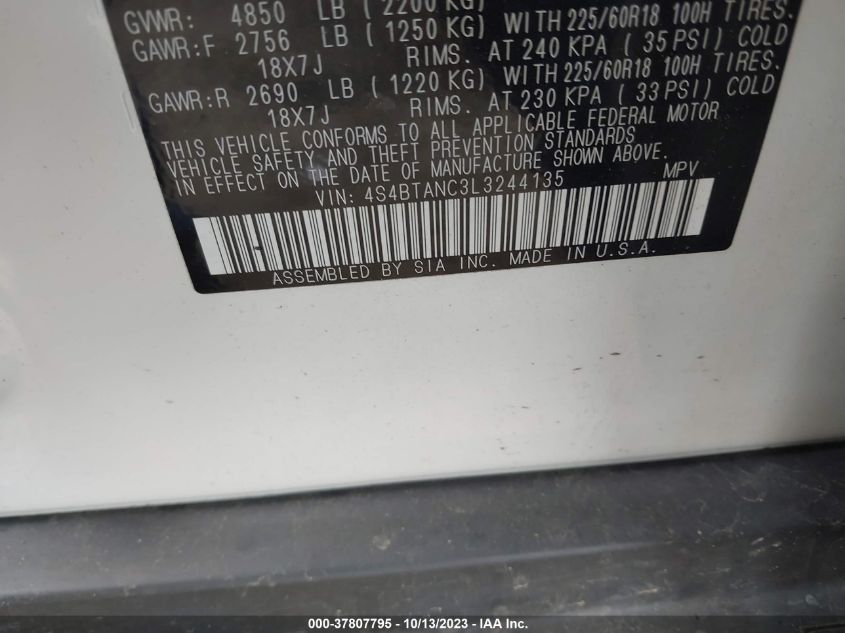 GVWR: 4850 LB ( 2200 KG)
GAWR:F 2756 LB ( 1250 KG) WITH 225/60R18 100H TIRES.
18X7J RIMS. AT 240 KPA ( 35 PSI) COLD
GAWR:R 2690 LB ( 1220 KG) WITH 225/60R18 100H TIRES.
18X7J RIMS. AT 230 KPA ( 33 PSI) COLD
THIS VEHICLE CONFORMS TO ALL APPLICABLE FEDERAL MOTOR
VEHICLE SAFETY AND THEFT PREVENTION STANDARDS
IN EFFECT ON THE DATE OF MANUFACTURE SHOWN ABOVE.
VIN: 4S4BTANC3L3244135 MPV
ASSEMBLED BY SIA INC. MADE IN U.S.A.
000-37807795 - 10/13/2023 - IAA Inc.